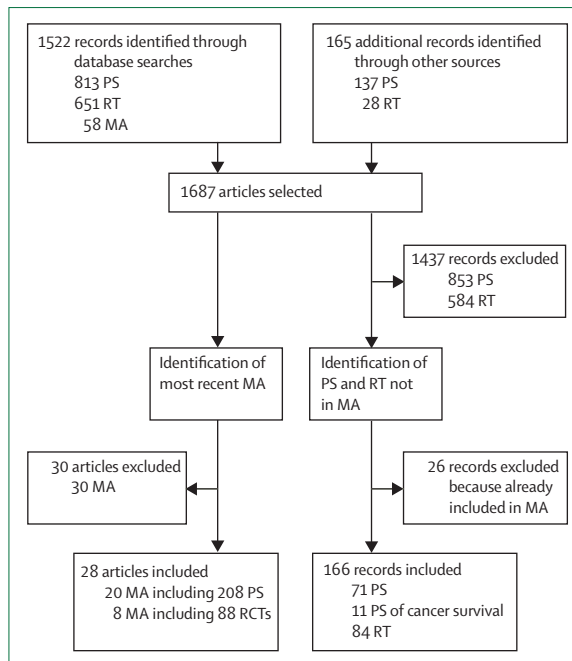 1522 records identified through
database searches
813 PS
651 RT
58 MA
165 additional records identified
through other sources
137 PS
28 RT
1687 articles selected
1437 records excluded
853 PS
584 RT
Identification of
most recent MA
Identification of
PS and RT not
in MA
30 articles excluded
30 MA
26 records excluded
because already
included in MA
28 articles included
20 MA including 208 PS
8 MA including 88 RCTs
166 records included
71 PS
11 PS of cancer survival
84 RT